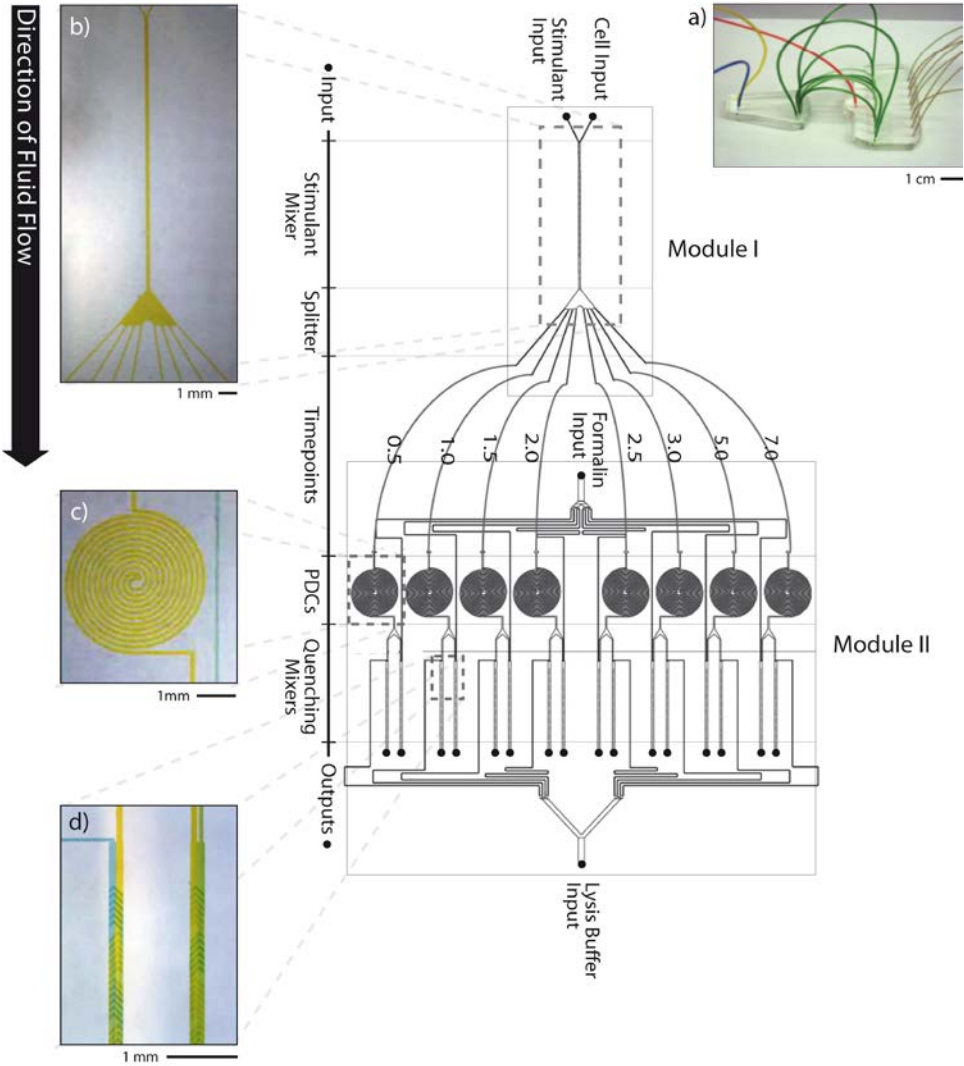 Direction of Fluid Flow
b)
1 mm
c)
1mm
d)
1 mm
Input
Stimulant
Mixer
Splitter
Timepoints
PDCs
Quenching
Mixers
Outputs
Stimulant
Input
Cell Input
Module I
a)
1 cm
0.5
1.0
1.5
2.0
Formalin
Input
2.5
3.0
5.0
7.0
Module II
Lysis Buffer
Input